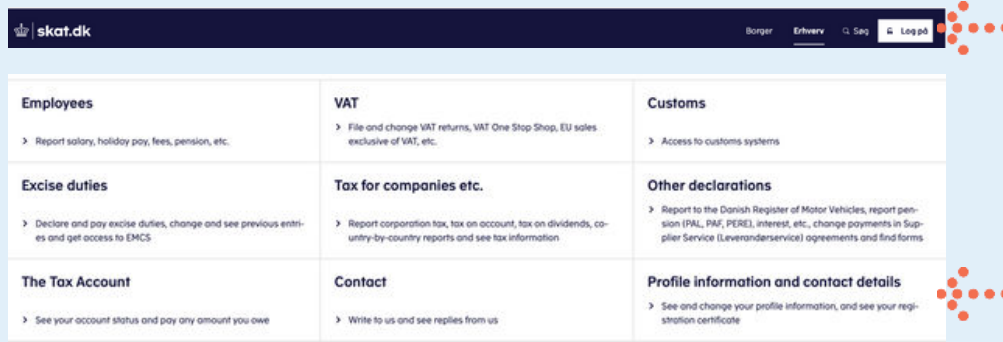 skat.dk
Borger Erhverv Søg Log på
Employees
Report salary, holiday pay, fees, pension, etc.
VAT
File and change VAT returns, VAT One Stop Shop, EU sales
exclusive of VAT, etc.
Customs
Access to customs systems
Excise duties
Declare and pay excise duties, change and see previous entri-
es and get access to EMCS
Tax for companies etc.
Report corporation tax, tax on account, tax on dividends, co-
untry-by-country reports and see tax information
Other declarations
Report to the Danish Register of Motor Vehicles, report pen-
sion (PAL, PAF, PERE), interest, etc., change payments in Sup-
plier Service (Leverandørservice) agreements and find forms
The Tax Account
See your account status and pay any amount you owe
Contact
Write to us and see replies from us
Profile information and contact details
See and change your profile information, and see your regi-
stration certificate